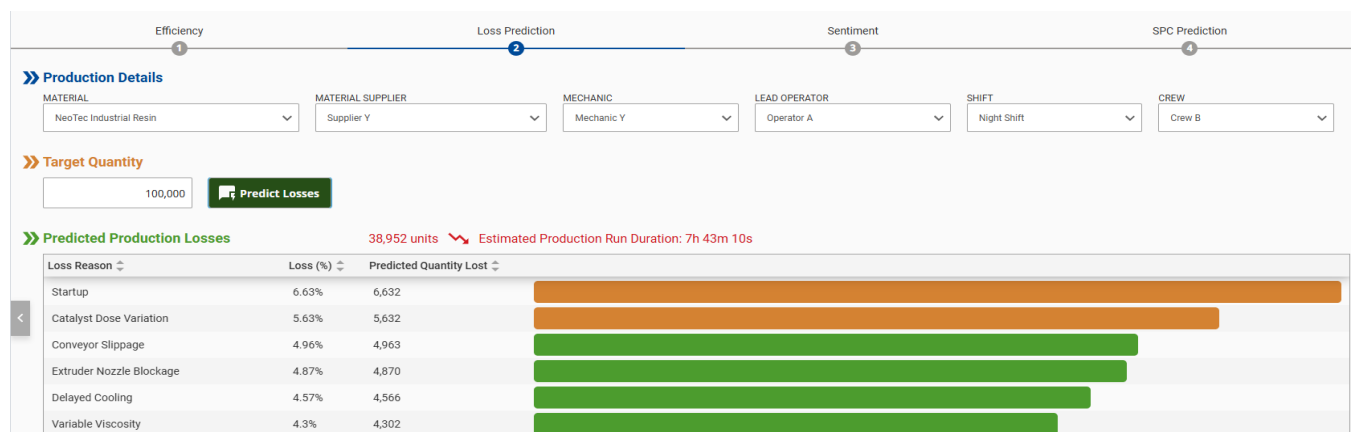 Efficiency Loss Prediction Sentiment SPC Prediction
1 2 3 4
Production Details
MATERIAL MATERIAL SUPPLIER MECHANIC LEAD OPERATOR SHIFT CREW
NeoTec Industrial Resin Supplier Y Mechanic Y Operator A Night Shift Crew B
Target Quantity
100,000 Predict Losses
Predicted Production Losses 38,952 units Estimated Production Run Duration: 7h 43m 10s
Loss Reason Loss (%) Predicted Quantity Lost
Startup 6.63% 6,632
Catalyst Dose Variation 5.63% 5,632
Conveyor Slippage 4.96% 4,963
Extruder Nozzle Blockage 4.87% 4,870
Delayed Cooling 4.57% 4,566
Variable Viscosity 4.3% 4,302